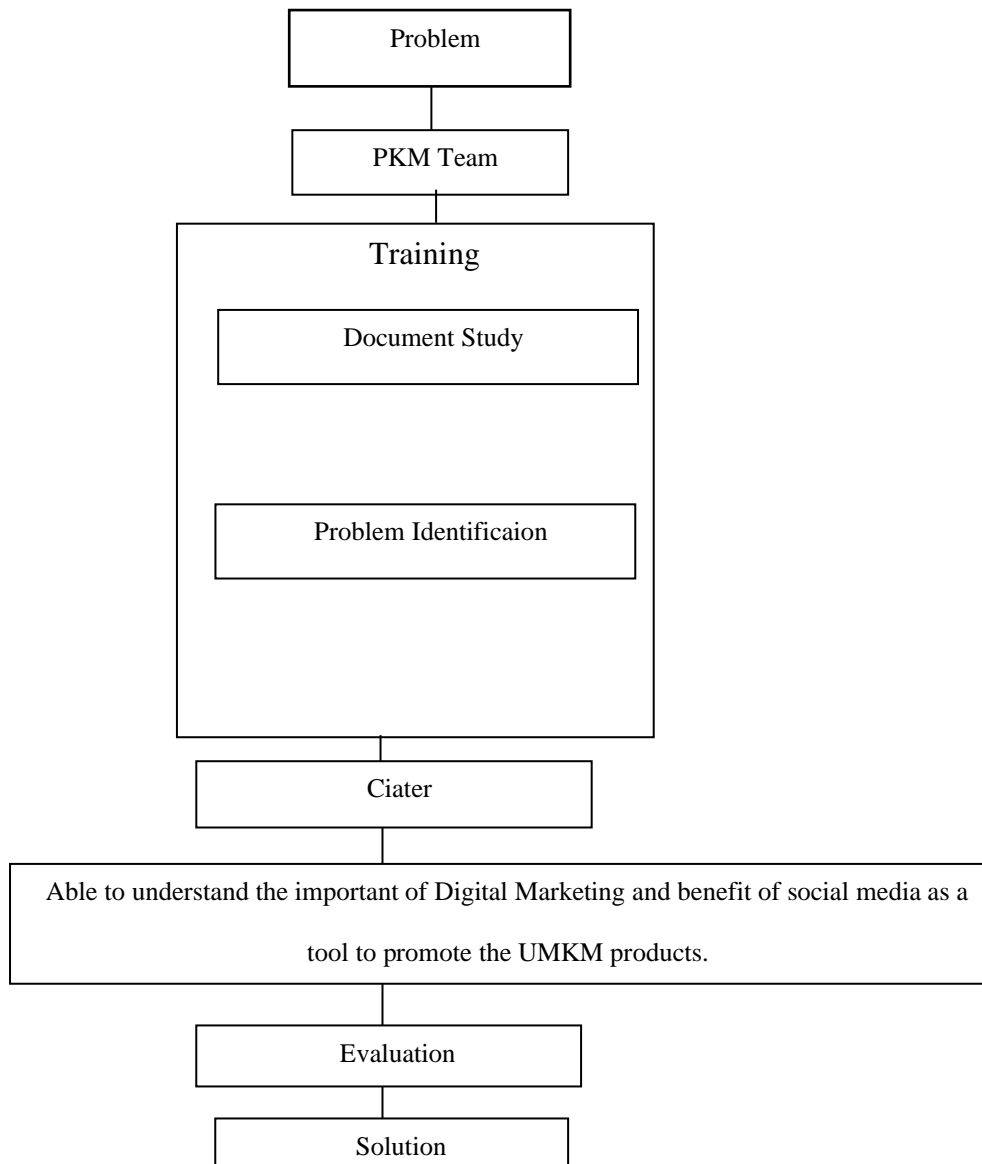 Problem
PKM Team
Training
Document Study
Problem Identificaion
Ciater
Able to understand the important of Digital Marketing and benefit of social media as a
tool to promote the UMKM products.
Evaluation
Solution